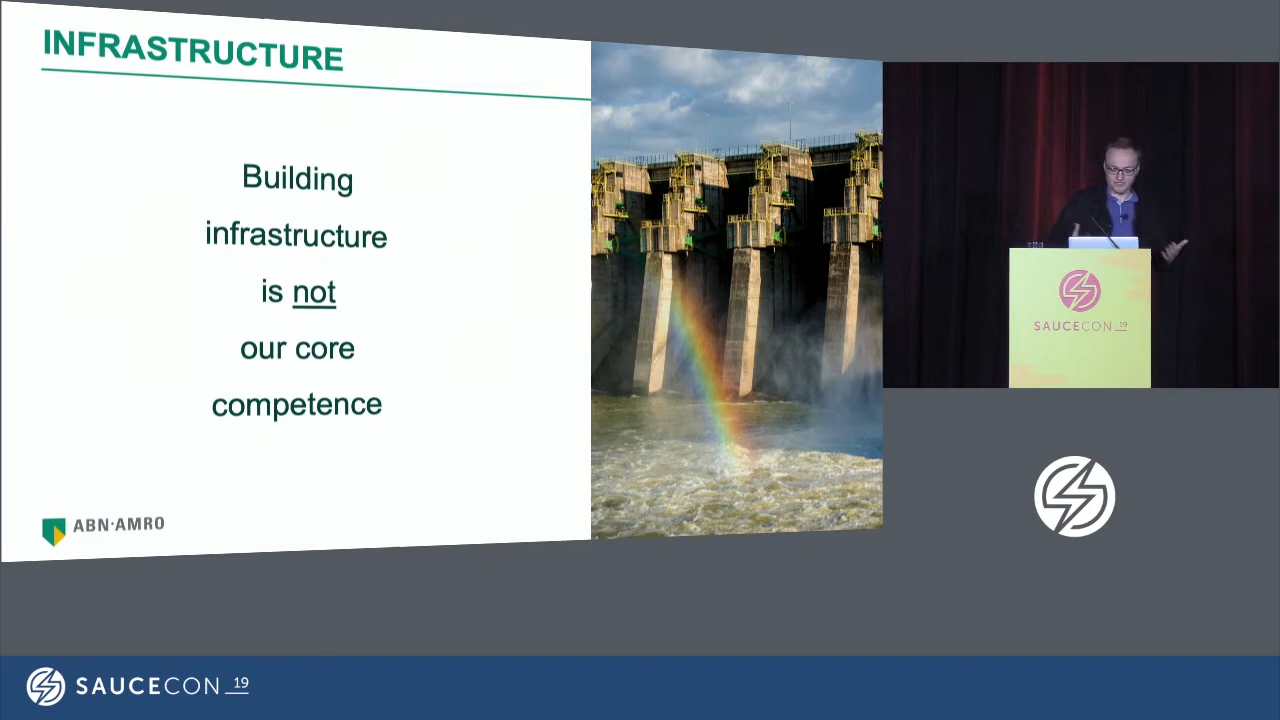 INFRASTRUCTURE
Building
infrastructure
is not
our core
competence
ABN·AMRO
SAUCECON 19
SAUCECON 19